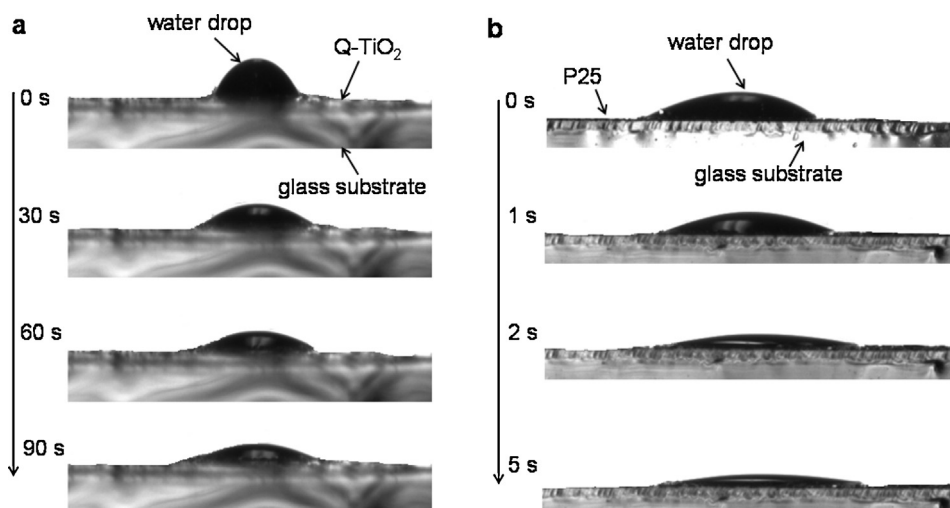 a
water drop
Q-TiO₂
0 s
glass substrate
30 s
60 s
90 s
b
water drop
P25
0 s
glass substrate
1 s
2 s
5 s